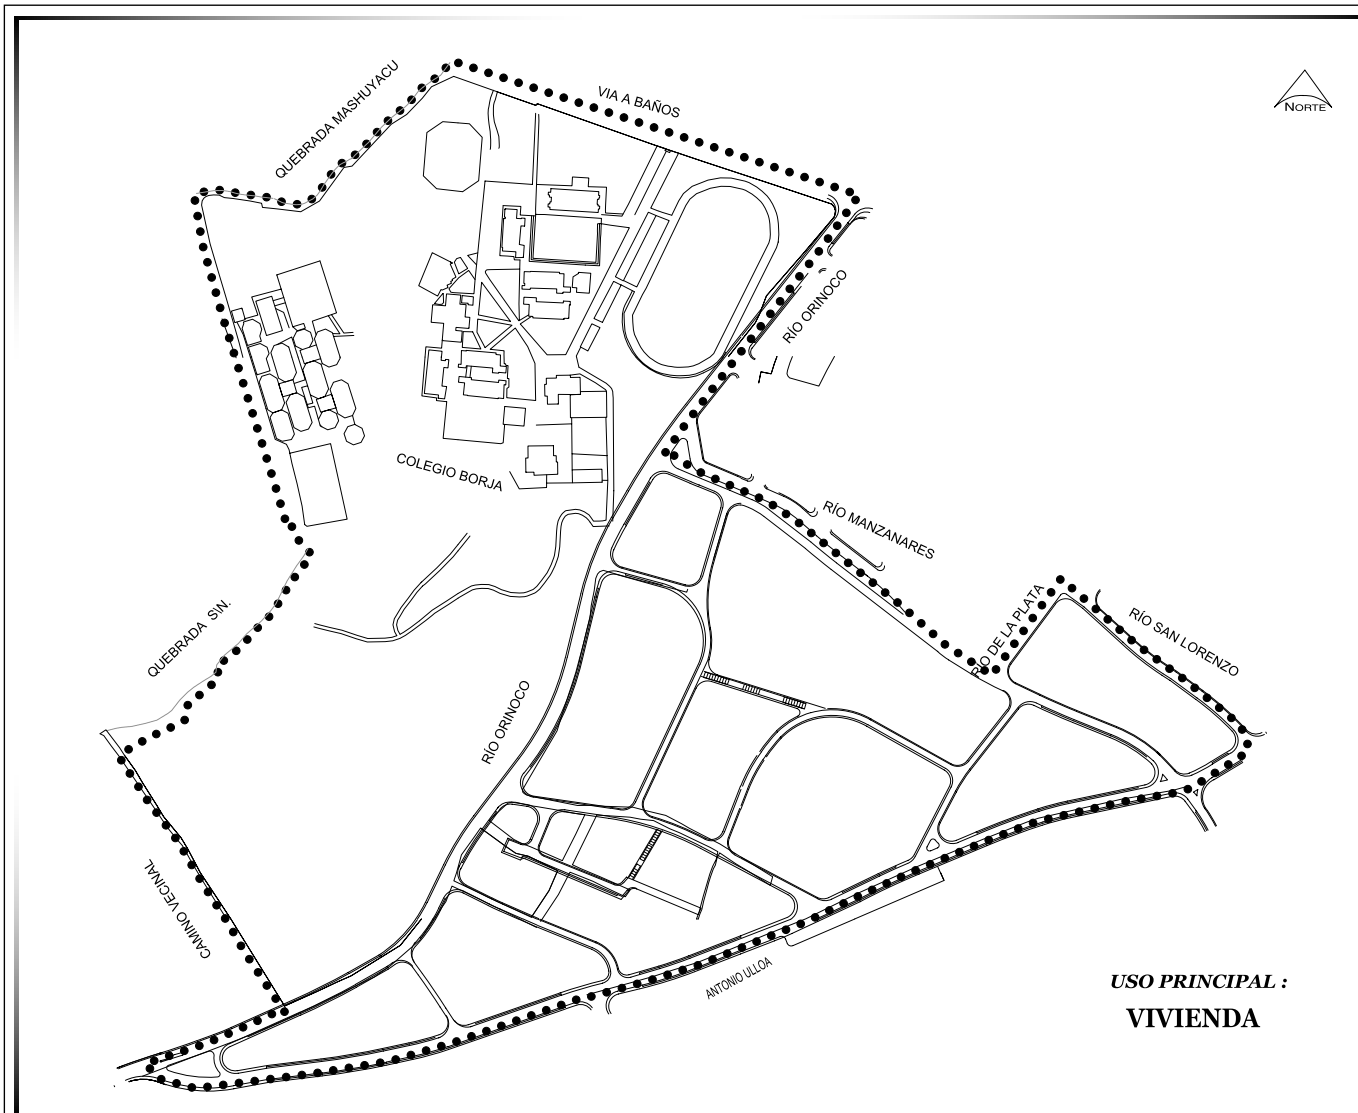 QUEBRADA MASHUYACU
VIA A BAÑOS
NORTE
RÍO ORINOCO
COLEGIO BORJA
RÍO MANZANARES
RÍO DE LA PLATA
RÍO SAN LORENZO
QUEBRADA SIN.
RÍO ORINOCO
CAMINO VECINAL
ANTONIO ULLOA
USO PRINCIPAL :
VIVIENDA